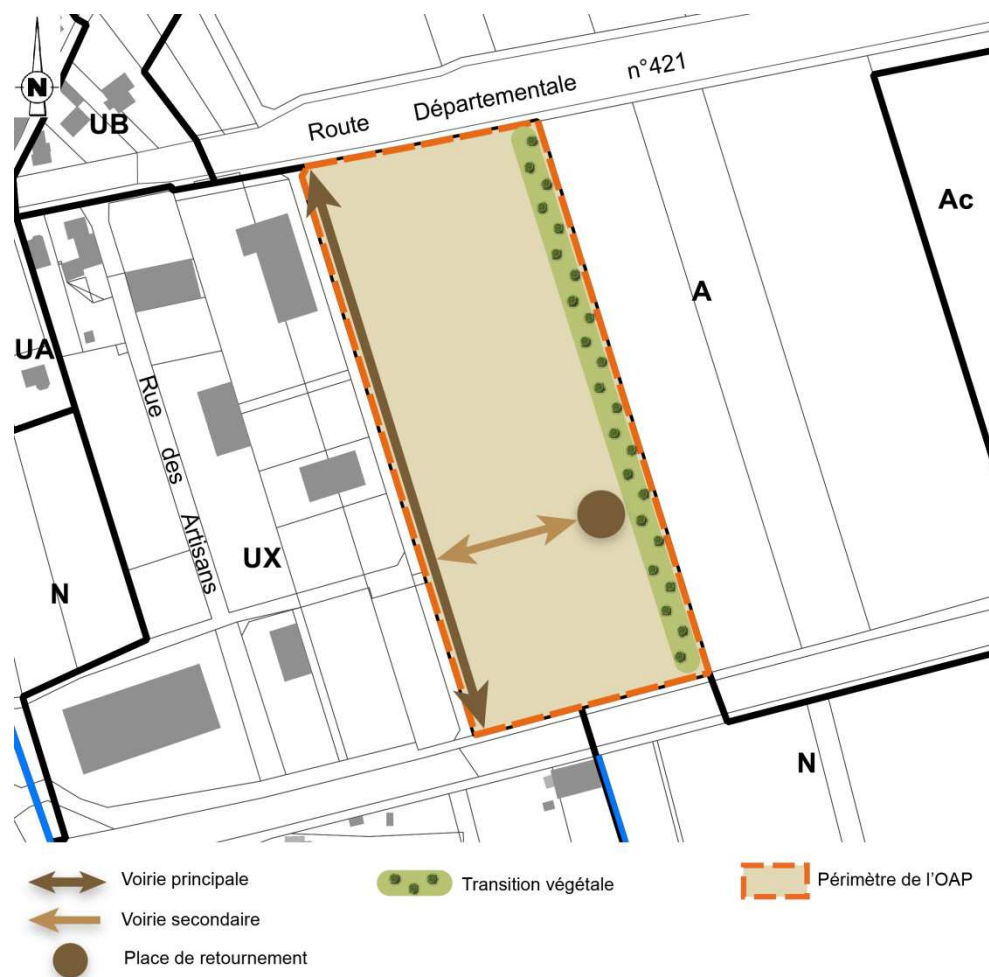 N
UB
Route Départementale n°421
Ac
A
UA
Rue des Artisans
UX
N
N
Voirie principale
Transition végétale
Périmètre de l'OAP
Voirie secondaire
Place de retournement